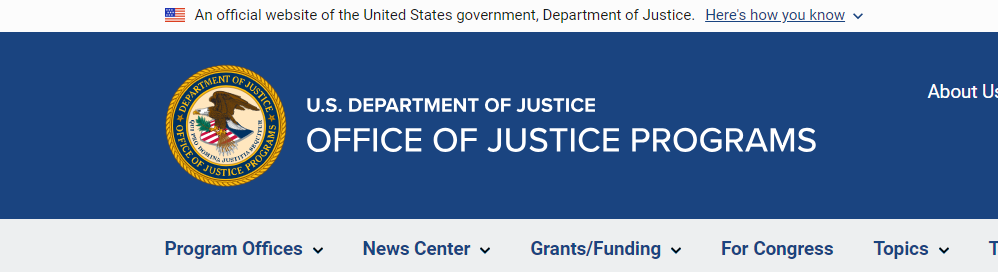 An official website of the United States government, Department of Justice. Here's how you know
DEPARTMENT OF JUSTICE
QUI PRO DOMINA JUSTITIA SEQUITUR
OFFICE OF JUSTICE PROGRAMS
U.S. DEPARTMENT OF JUSTICE
OFFICE OF JUSTICE PROGRAMS
About Us
Program Offices
News Center
Grants/Funding
For Congress
Topics
T